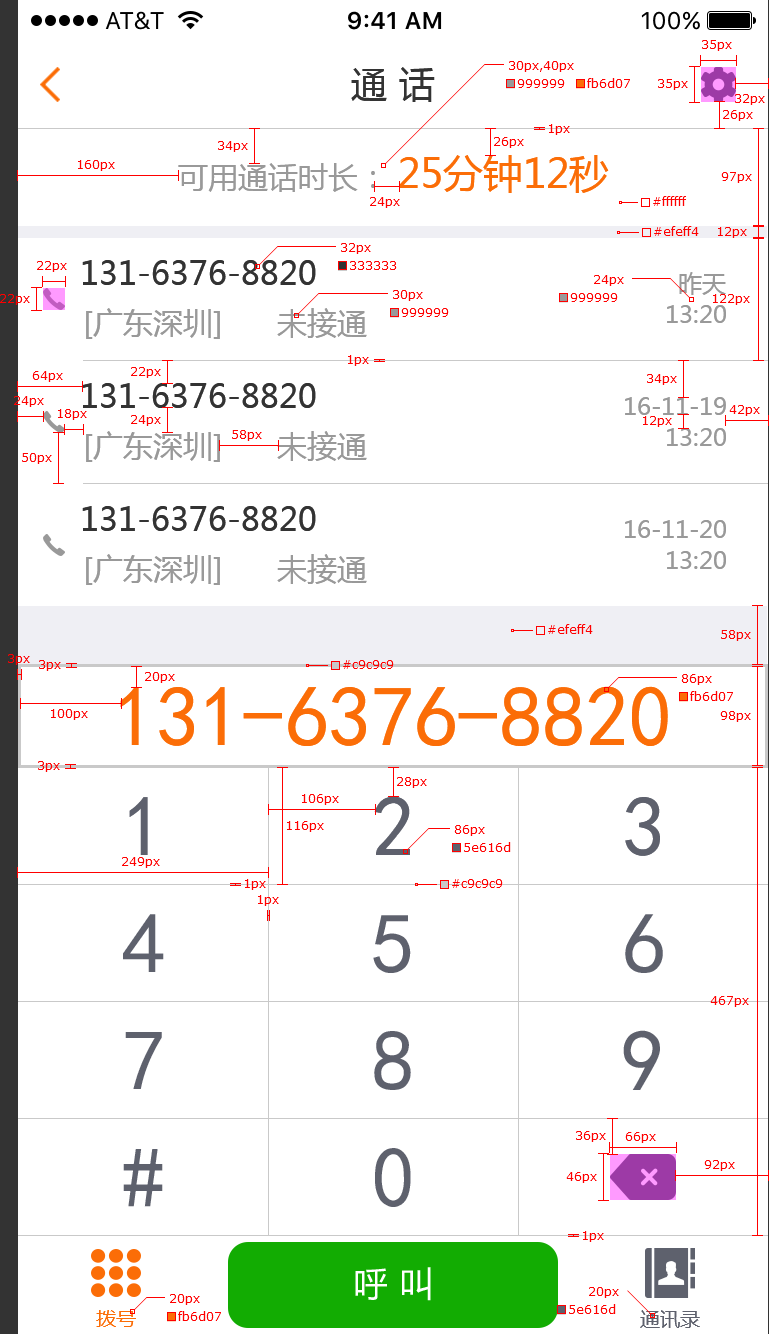 AT&T 9:41 AM 100%
35px
30px,40px
通 话
999999 fb6d07
35px
32px
26px
1px
34px
26px
160px
97px
可用通话时长： 25分钟12秒
24px
#ffffff
#efeff4 12px
32px
22px
131-6376-8820
333333
24px
昨天
30px
999999
22px
122px
[广东深圳] 未接通
999999
13:20
1px
22px
64px
34px
131-6376-8820
24px
16-11-19
42px
18px
24px
12px
58px
[广东深圳] 未接通
13:20
50px
131-6376-8820
16-11-20
13:20
[广东深圳] 未接通
#efeff4
58px
3px
3px
#c9c9c9
20px
86px
fb6d07
100px
131-6376-8820
98px
3px
28px
106px
116px
1 2 3
86px
5e616d
249px
1px
#c9c9c9
1px
4 5 6
467px
7 8 9
36px
66px
92px
46px
# 0
1px
呼 叫
20px
fb6d07
20px
5e616d
拨号
通讯录